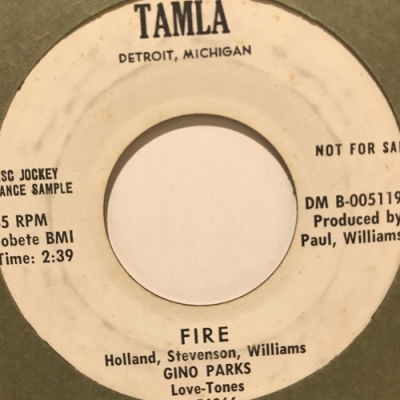 TAMLA
DETROIT, MICHIGAN
SC JOCKEY
ANCE SAMPLE
NOT FOR SA
5 RPM
obete BMI
Time: 2:39
DM B-005119
Produced by
Paul, Williams
FIRE
Holland, Stevenson, Williams
GINO PARKS
Love-Tones